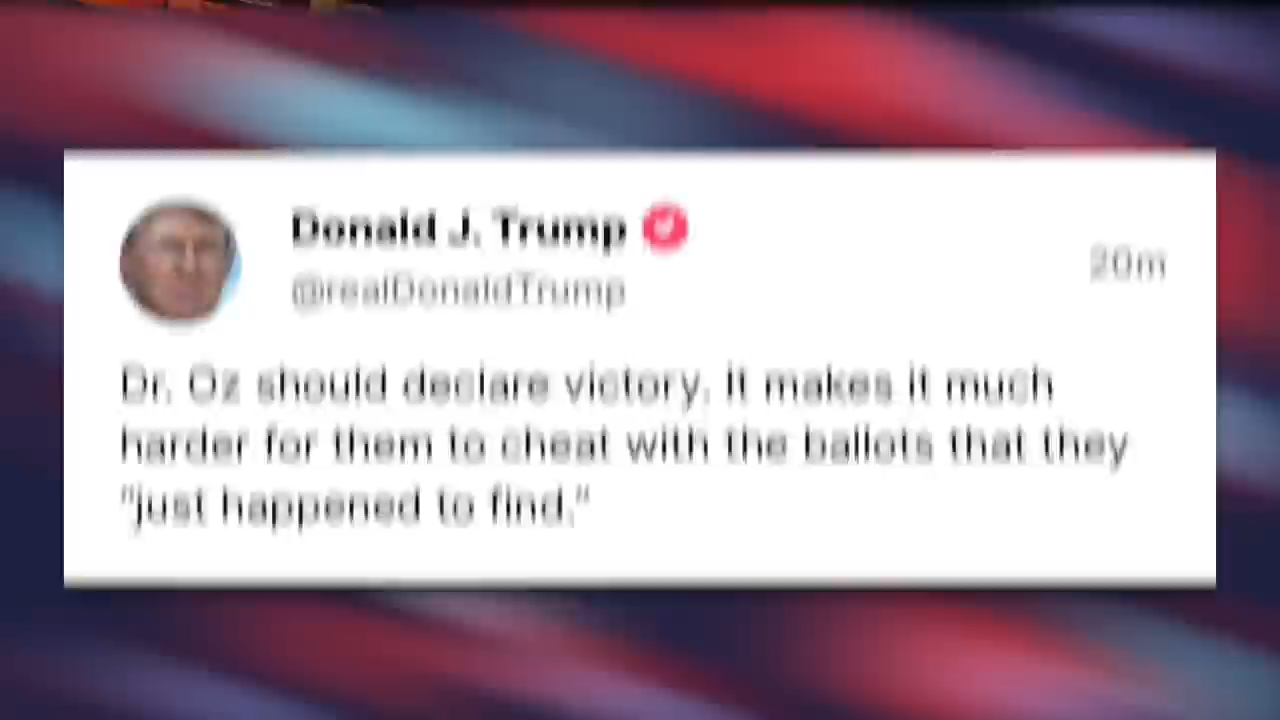 Donald J. Trump
@realDonaldTrump
20m
Dr. Oz should declare victory. It makes it much
harder for them to cheat with the ballots that they
"just happened to find."